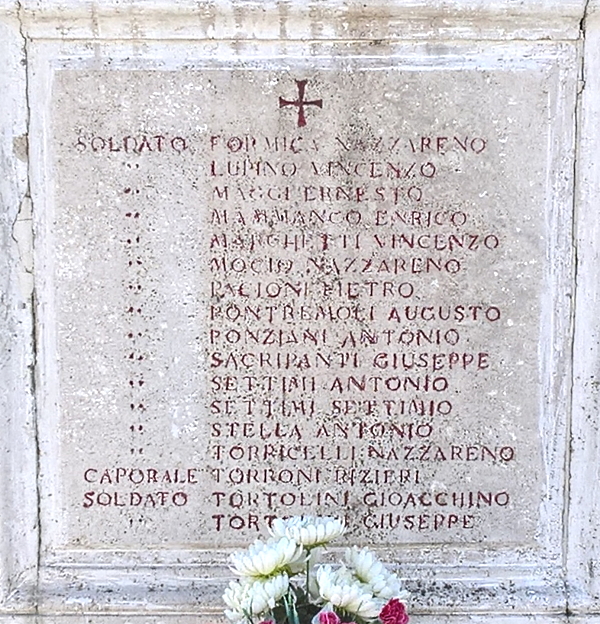 SOLDATO FORMICA NAZZARENO
" LUPINO VINCENZO
" MAGGI ERNESTO
" MAMMANCO ENRICO
" MARCHETTI VINCENZO
" MOCIO NAZZARENO
" PACIONI PIETRO
" PONTREMOLI AUGUSTO
" PONZIANI ANTONIO
" SACRIPANTI GIUSEPPE
" SETTIMI ANTONIO
" SETTIMI SETTIMIO
" STELLA ANTONIO
" TORRICELLI NAZZARENO
CAPORALE TORRONI RIZIERI
SOLDATO TORTOLINI GIOACCHINO
" GIUSEPPE